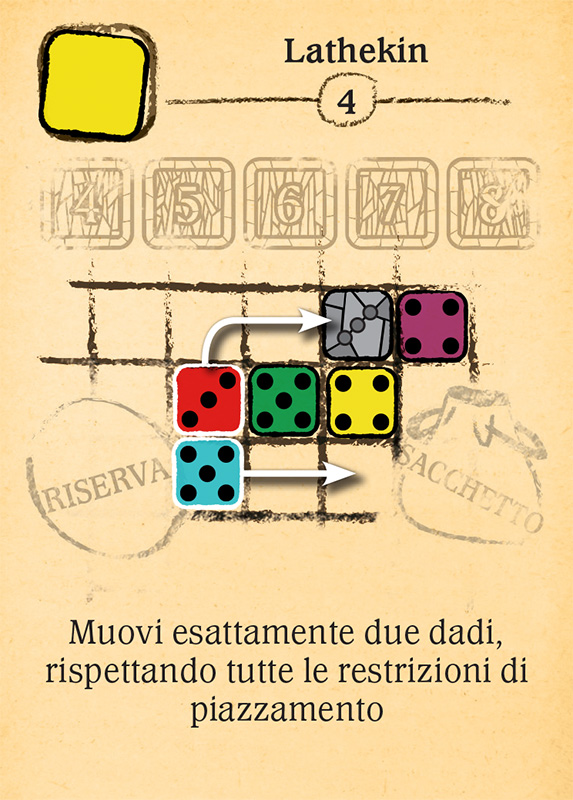 Lathekin
4
4 5 6 7 8
RISERVA
SACCHETTO
Muovi esattamente due dadi,
rispettando tutte le restrizioni di
piazzamento